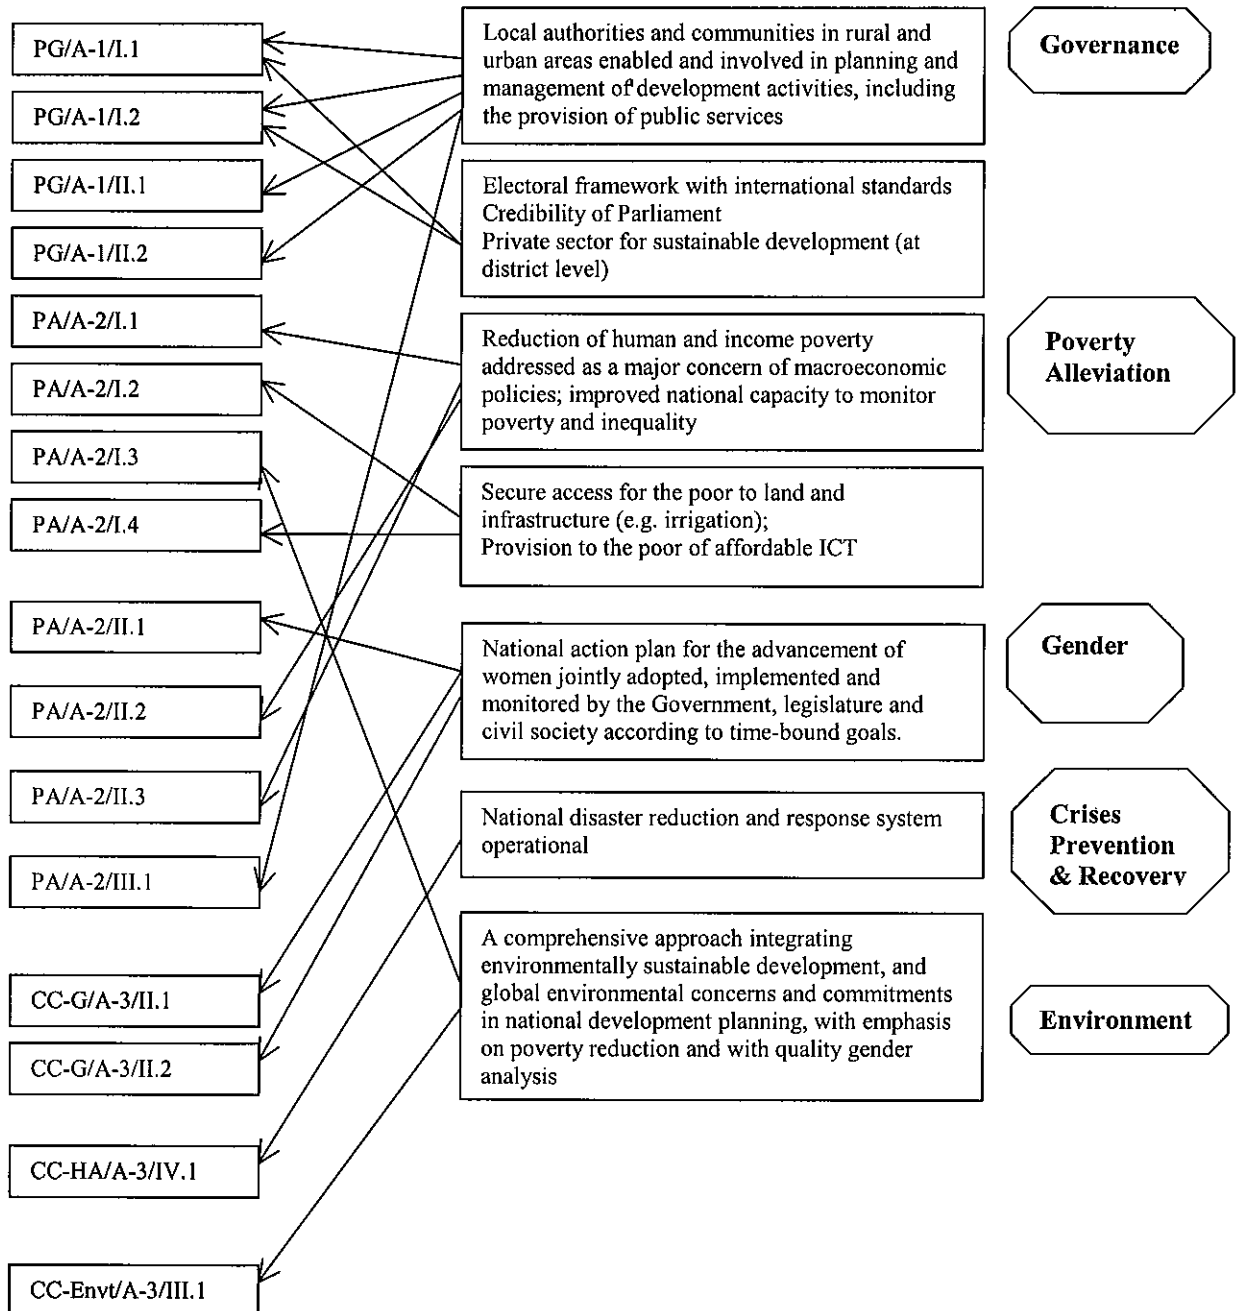 PG/A-1/I.1
PG/A-1/I.2
PG/A-1/II.1
PG/A-1/II.2
PA/A-2/I.1
PA/A-2/I.2
PA/A-2/I.3
PA/A-2/I.4
PA/A-2/II.1
PA/A-2/II.2
PA/A-2/II.3
PA/A-2/III.1
CC-G/A-3/II.1
CC-G/A-3/II.2
CC-HA/A-3/IV.1
CC-Envt/A-3/III.1
Local authorities and communities in rural and
urban areas enabled and involved in planning and
management of development activities, including
the provision of public services
Electoral framework with international standards
Credibility of Parliament
Private sector for sustainable development (at
district level)
Reduction of human and income poverty
addressed as a major concern of macroeconomic
policies; improved national capacity to monitor
poverty and inequality
Secure access for the poor to land and
infrastructure (e.g. irrigation);
Provision to the poor of affordable ICT
National action plan for the advancement of
women jointly adopted, implemented and
monitored by the Government, legislature and
civil society according to time-bound goals.
National disaster reduction and response system
operational
A comprehensive approach integrating
environmentally sustainable development, and
global environmental concerns and commitments
in national development planning, with emphasis
on poverty reduction and with quality gender
analysis
Governance
Poverty
Alleviation
Gender
Crises
Prevention
& Recovery
Environment